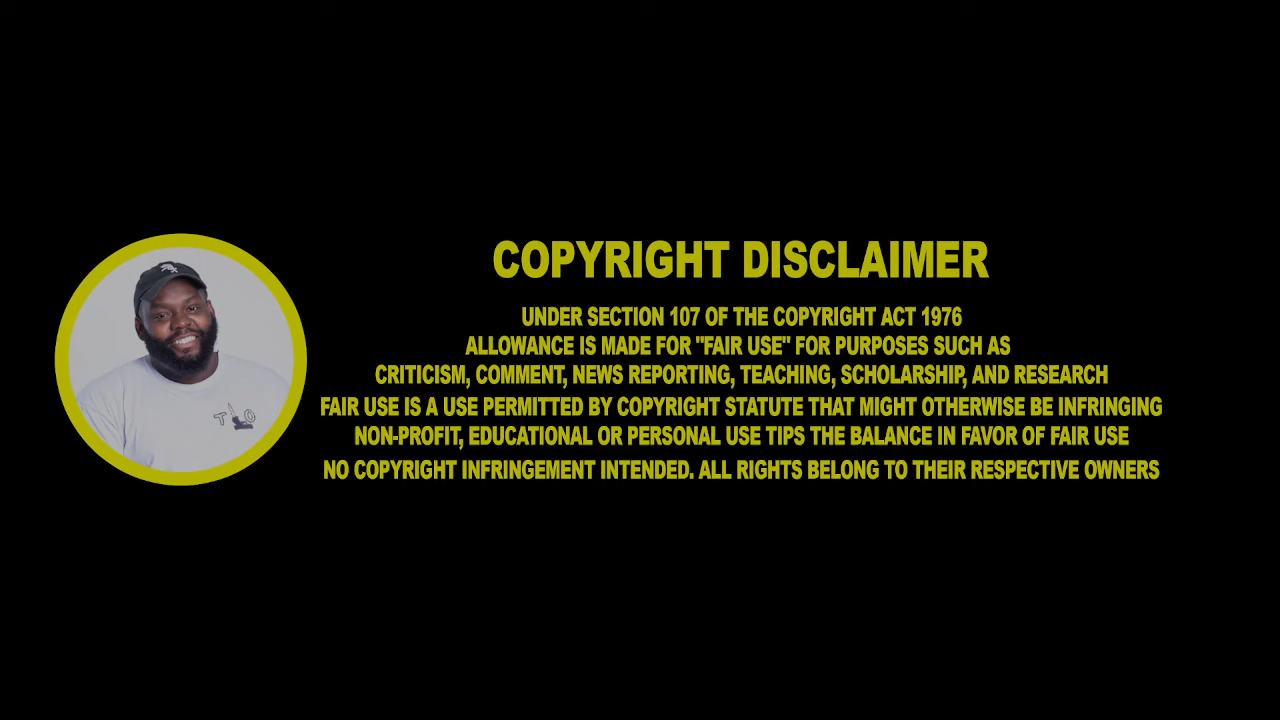 COPYRIGHT DISCLAIMER
UNDER SECTION 107 OF THE COPYRIGHT ACT 1976
ALLOWANCE IS MADE FOR "FAIR USE" FOR PURPOSES SUCH AS
CRITICISM, COMMENT, NEWS REPORTING, TEACHING, SCHOLARSHIP, AND RESEARCH
FAIR USE IS A USE PERMITTED BY COPYRIGHT STATUTE THAT MIGHT OTHERWISE BE INFRINGING
NON-PROFIT, EDUCATIONAL OR PERSONAL USE TIPS THE BALANCE IN FAVOR OF FAIR USE
NO COPYRIGHT INFRINGEMENT INTENDED. ALL RIGHTS BELONG TO THEIR RESPECTIVE OWNERS